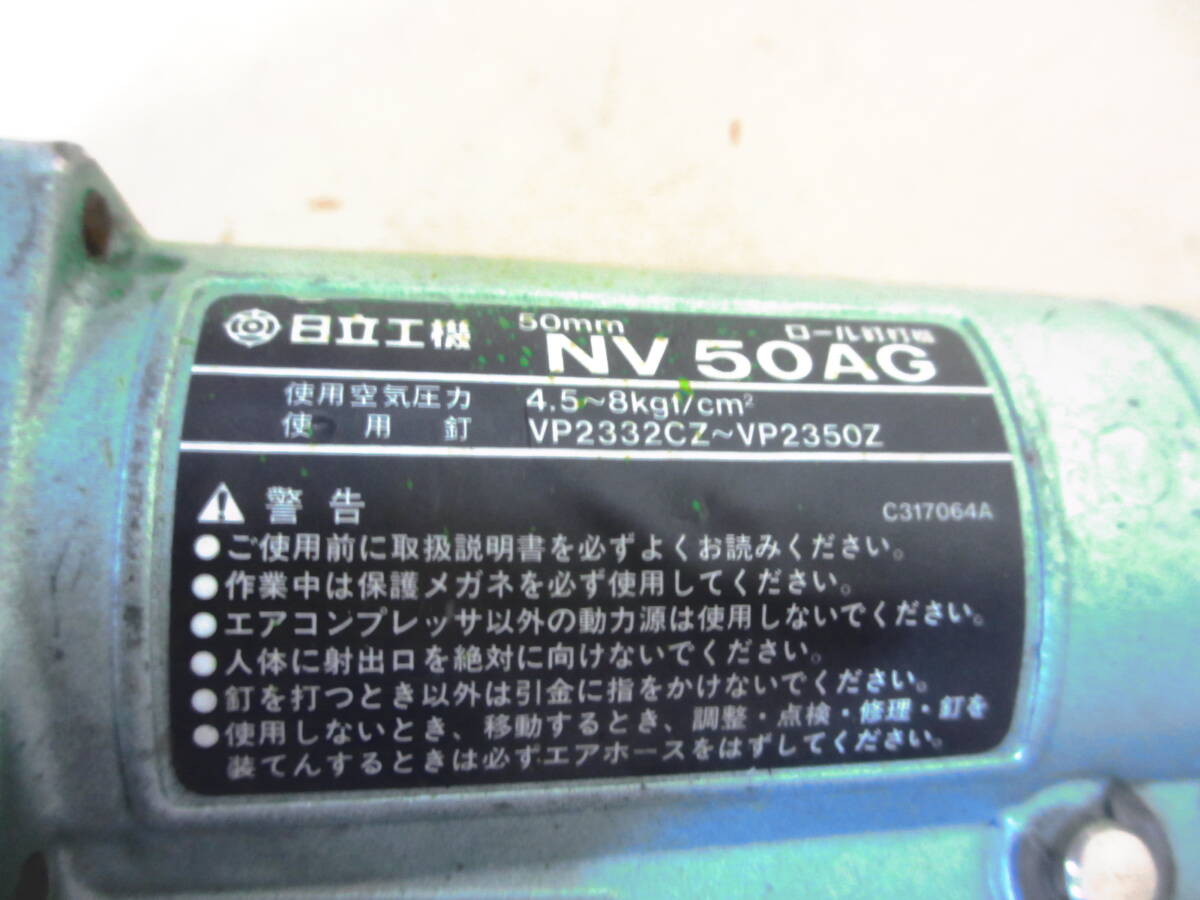 日立工機 50mm ロール釘打機
NV 50AG
使用空気圧力 4.5~8kgf/cm²
使用釘 VP2332CZ~VP2350Z
警告 C317064A
●ご使用前に取扱説明書を必ずよくお読みください。
●作業中は保護メガネを必ず使用してください。
●エアコンプレッサ以外の動力源は使用しないでください。
●人体に射出口を絶対に向けないでください。
●釘を打つとき以外は引金に指をかけないでください。
●使用しないとき、移動するとき、調整・点検・修理・釘を
装てんするときは必ずエアホースをはずしてください。